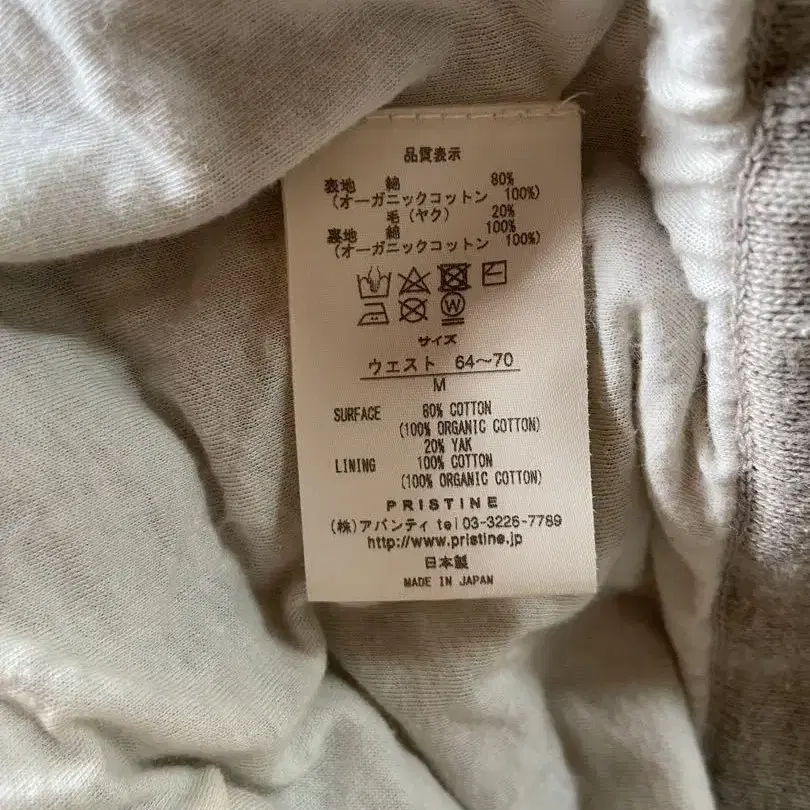 品質表示
表地 綿 80%
(オーガニックコットン 100%)
毛(ヤク) 20%
裏地 綿 100%
(オーガニックコットン 100%)
W
サイズ
ウエスト 64〜70
M
SURFACE 80% COTTON
(100% ORGANIC COTTON)
20% YAK
LINING 100% COTTON
(100% ORGANIC COTTON)
PRISTINE
(株)アバンティ tel 03-3226-7789
http://www.pristine.jp
日本製
MADE IN JAPAN